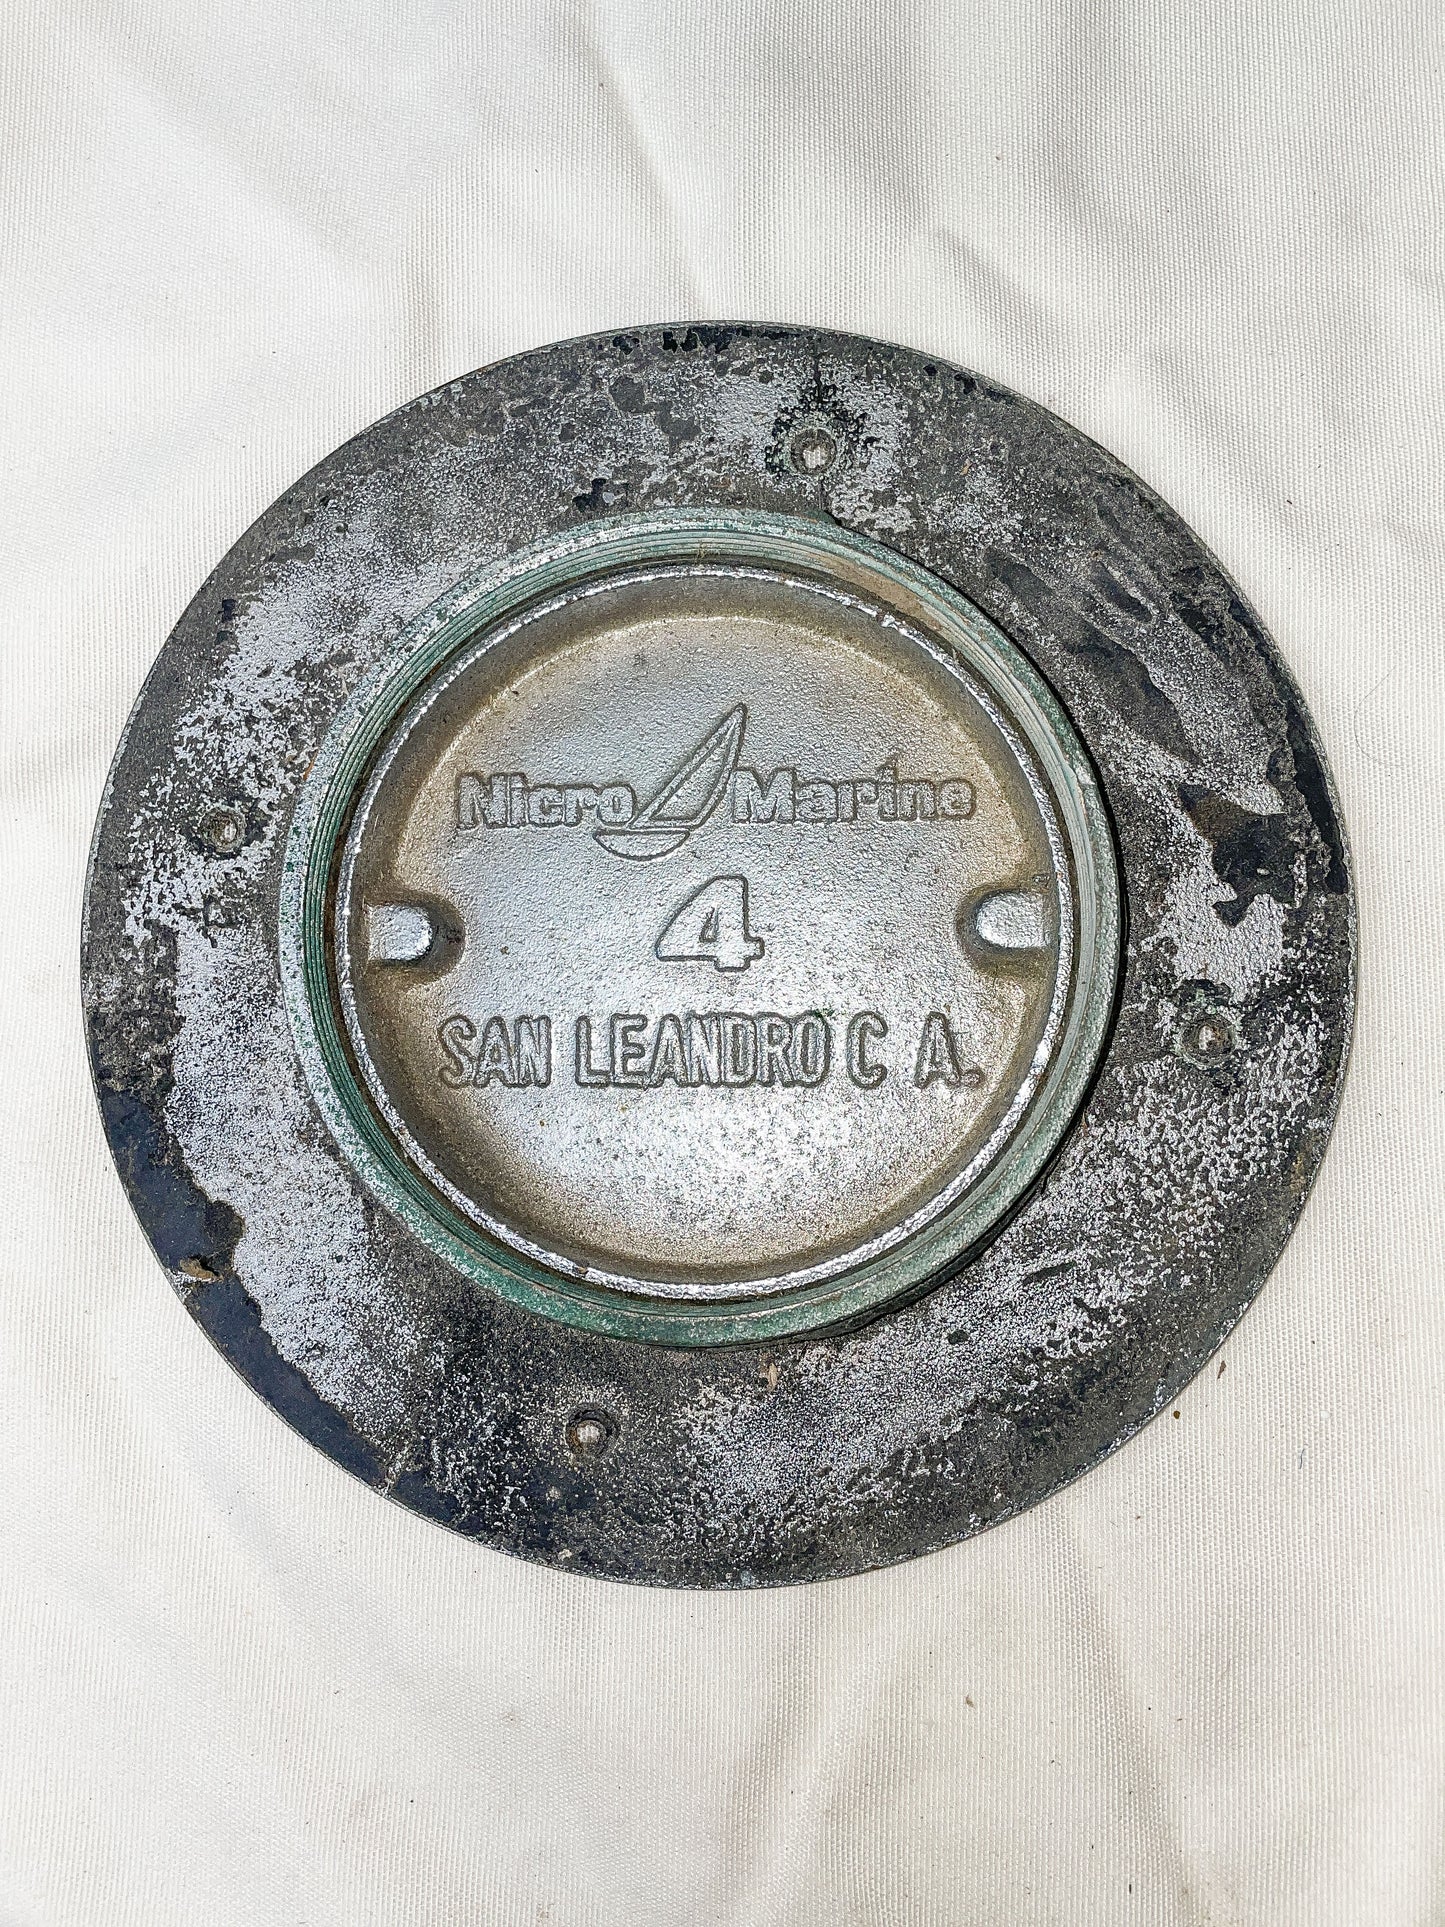 Nicro Marine
4
SAN LEANDRO C A.